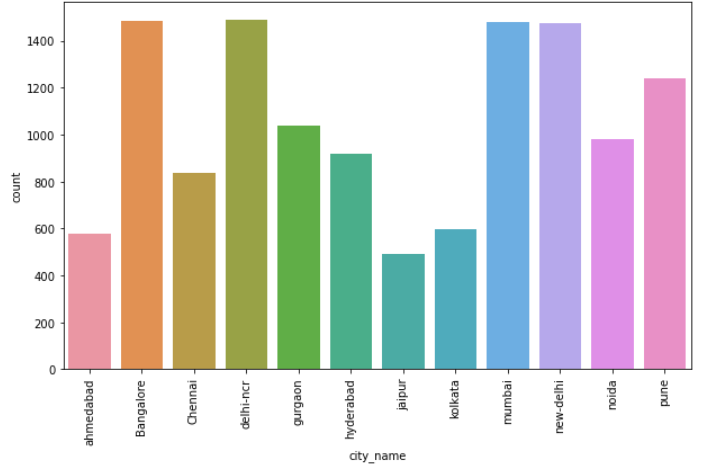 1400
1200
1000
800
600
400
200
0
count
ahmedabad
Bangalore
Chennai
delhi-ncr
gurgaon
hyderabad
jaipur
kolkata
mumbai
new-delhi
noida
pune
city_name